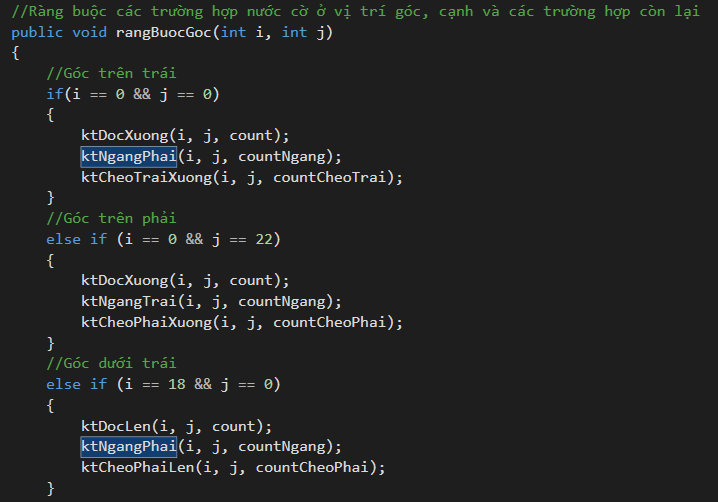 //Ràng buộc các trường hợp nước cờ ở vị trí góc, cạnh và các trường hợp còn lại
public void rangBuocGoc(int i, int j)
{
    //Góc trên trái
    if(i == 0 && j == 0)
    {
        ktDocXuong(i, j, count);
        ktNgangPhai(i, j, countNgang);
        ktCheoTraiXuong(i, j, countCheoTrai);
    }
    //Góc trên phải
    else if (i == 0 && j == 22)
    {
        ktDocXuong(i, j, count);
        ktNgangTrai(i, j, countNgang);
        ktCheoPhaiXuong(i, j, countCheoPhai);
    }
    //Góc dưới trái
    else if (i == 18 && j == 0)
    {
        ktDocLen(i, j, count);
        ktNgangPhai(i, j, countNgang);
        ktCheoPhaiLen(i, j, countCheoPhai);
    }